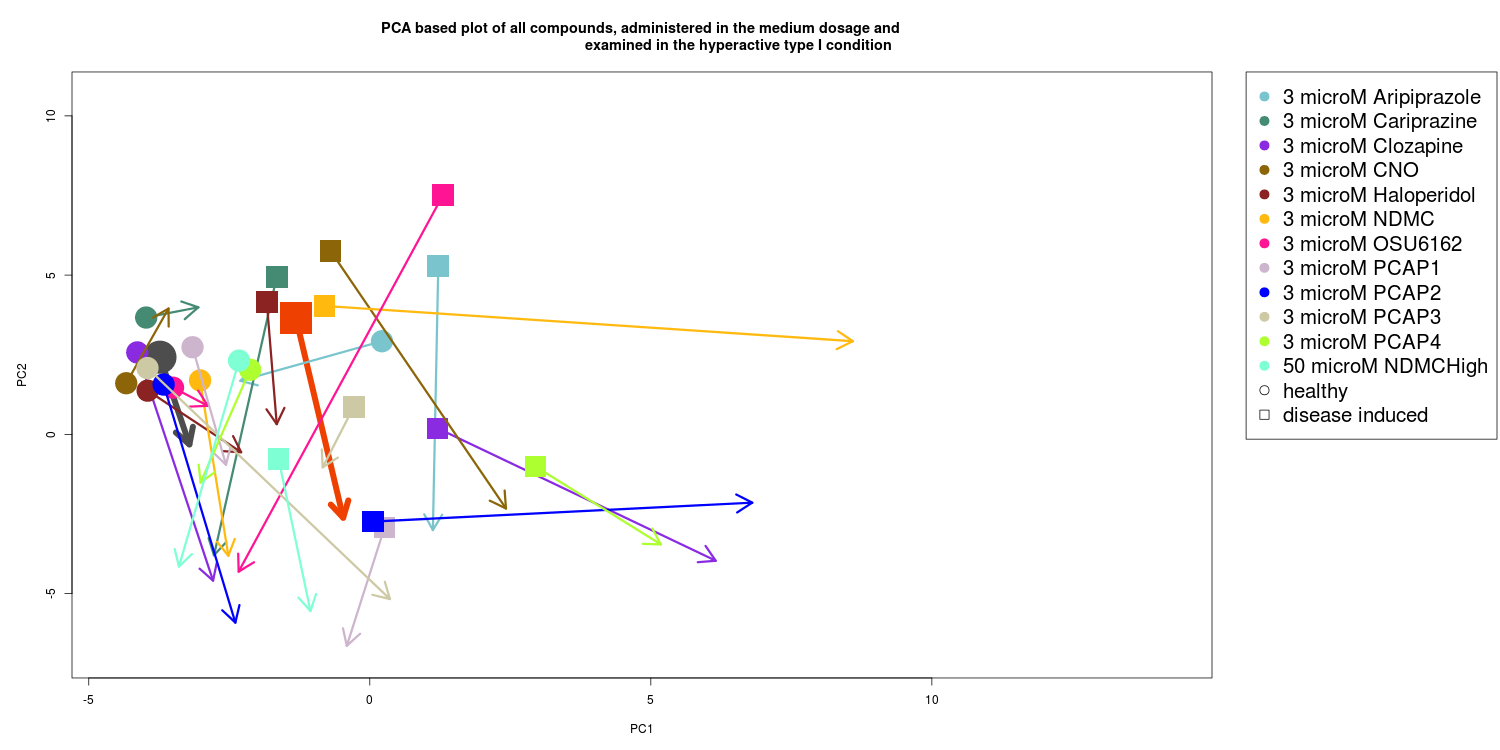 PCA based plot of all compounds, administered in the medium dosage and
examined in the hyperactive type I condition
10
5
0
-5
PC2
-5
0
5
10
PC1
3 microM Aripiprazole
3 microM Cariprazine
3 microM Clozapine
3 microM CNO
3 microM Haloperidol
3 microM NDMC
3 microM OSU6162
3 microM PCAP1
3 microM PCAP2
3 microM PCAP3
3 microM PCAP4
50 microM NDMCHigh
healthy
disease induced